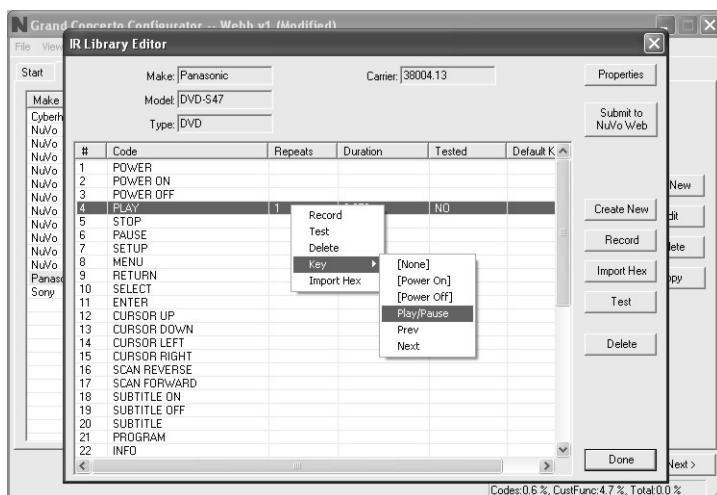 N Grand Concerto Configurator -- Webb v1 (Modified)
File View
IR Library Editor
Start
Make: Panasonic
Carrier: 38004.13
Properties
Model: DVD-S47
Type: DVD
Submit to
NuVo Web
Make
Cyberh
NuVo
NuVo
NuVo
NuVo
NuVo
NuVo
NuVo
NuVo
NuVo
NuVo
NuVo
Panaso
Sony
# Code Repeats Duration Tested Default K
1 POWER
2 POWER ON
3 POWER OFF
4 PLAY 1 NO
5 STOP
6 PAUSE
7 SETUP
8 MENU
9 RETURN
10 SELECT
11 ENTER
12 CURSOR UP
13 CURSOR DOWN
14 CURSOR LEFT
15 CURSOR RIGHT
16 SCAN REVERSE
17 SCAN FORWARD
18 SUBTITLE ON
19 SUBTITLE OFF
20 SUBTITLE
21 PROGRAM
22 INFO
Record
Test
Delete
Key
Import Hex
[None]
[Power On]
[Power Off]
Play/Pause
Prev
Next
Create New
Record
Import Hex
Test
Delete
Done
New
dit
lete
opy
Next >
Codes:0.6 %, CustFunc:4.7 %, Total:0.0 %